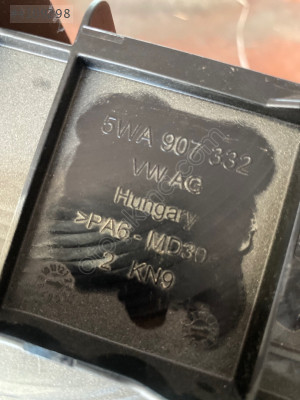 5WA 907 332
VW AG
Hungary
>PA6-MD30
2 KN9